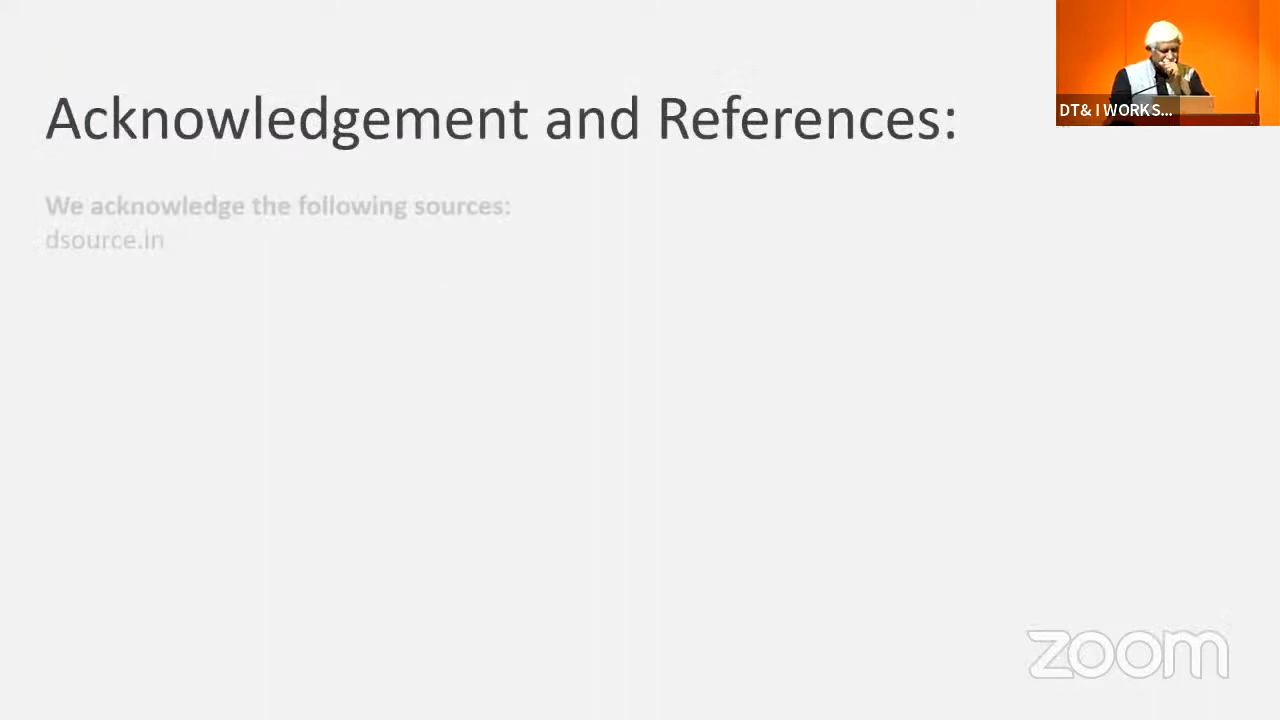 DT& I WORKS...
Acknowledgement and References:
We acknowledge the following sources:
dsource.in
zoom